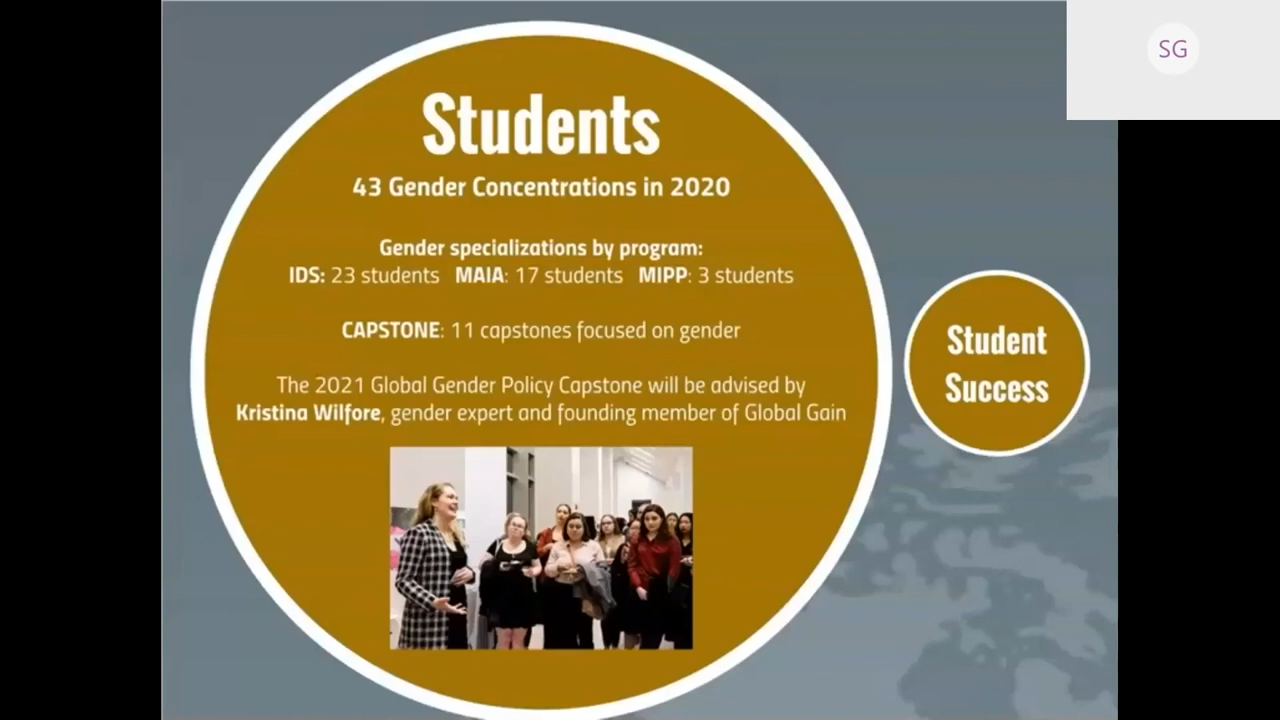 SG
Students
43 Gender Concentrations in 2020
Gender specializations by program:
IDS: 23 students MAIA: 17 students MIPP: 3 students
CAPSTONE: 11 capstones focused on gender
The 2021 Global Gender Policy Capstone will be advised by
Kristina Wilfore, gender expert and founding member of Global Gain
Student
Success